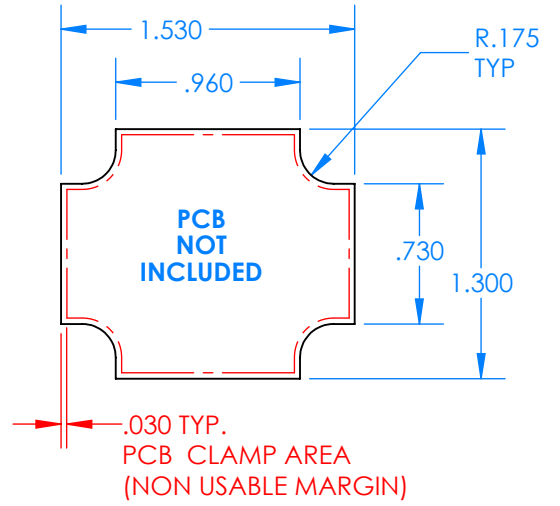 1.530
R.175
TYP
.960
PCB
NOT
INCLUDED
.730
1.300
.030 TYP.
PCB CLAMP AREA
(NON USABLE MARGIN)